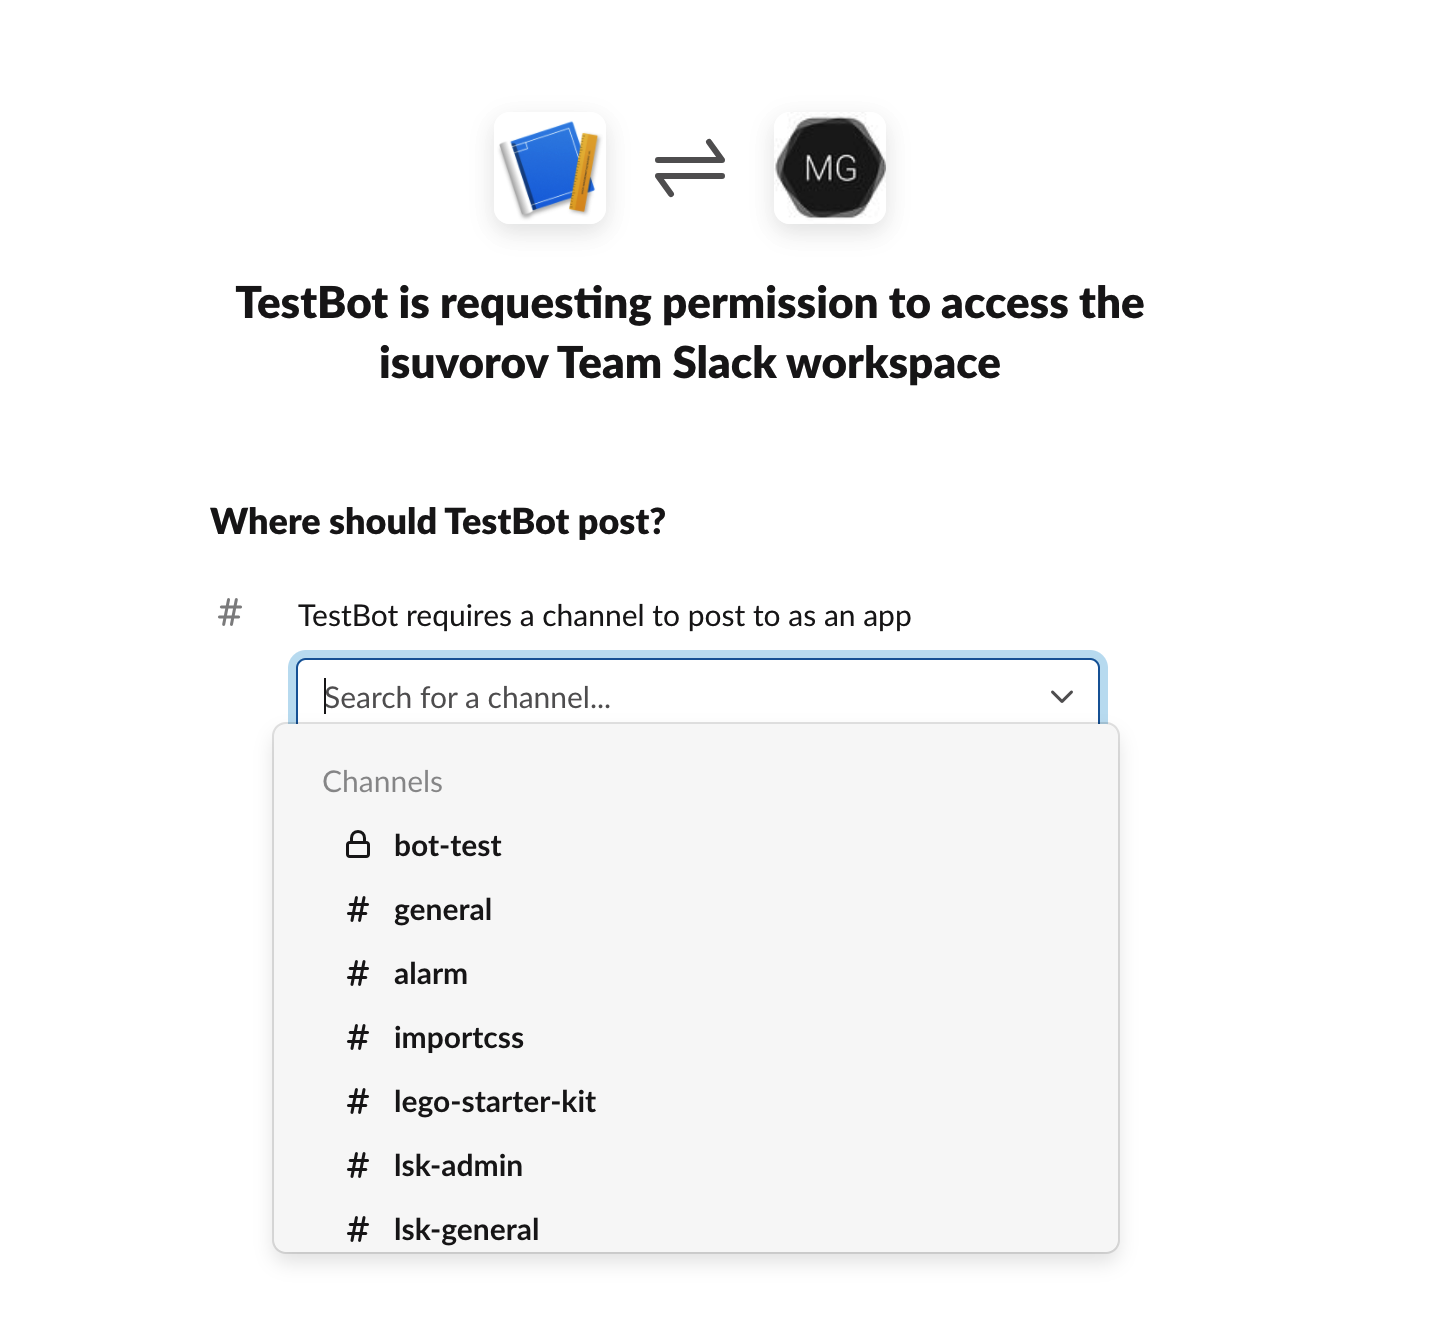 MG
TestBot is requesting permission to access the
isuvorov Team Slack workspace
Where should TestBot post?
# TestBot requires a channel to post to as an app
Search for a channel...
Channels
bot-test
# general
# alarm
# importcss
# lego-starter-kit
# lsk-admin
# lsk-general